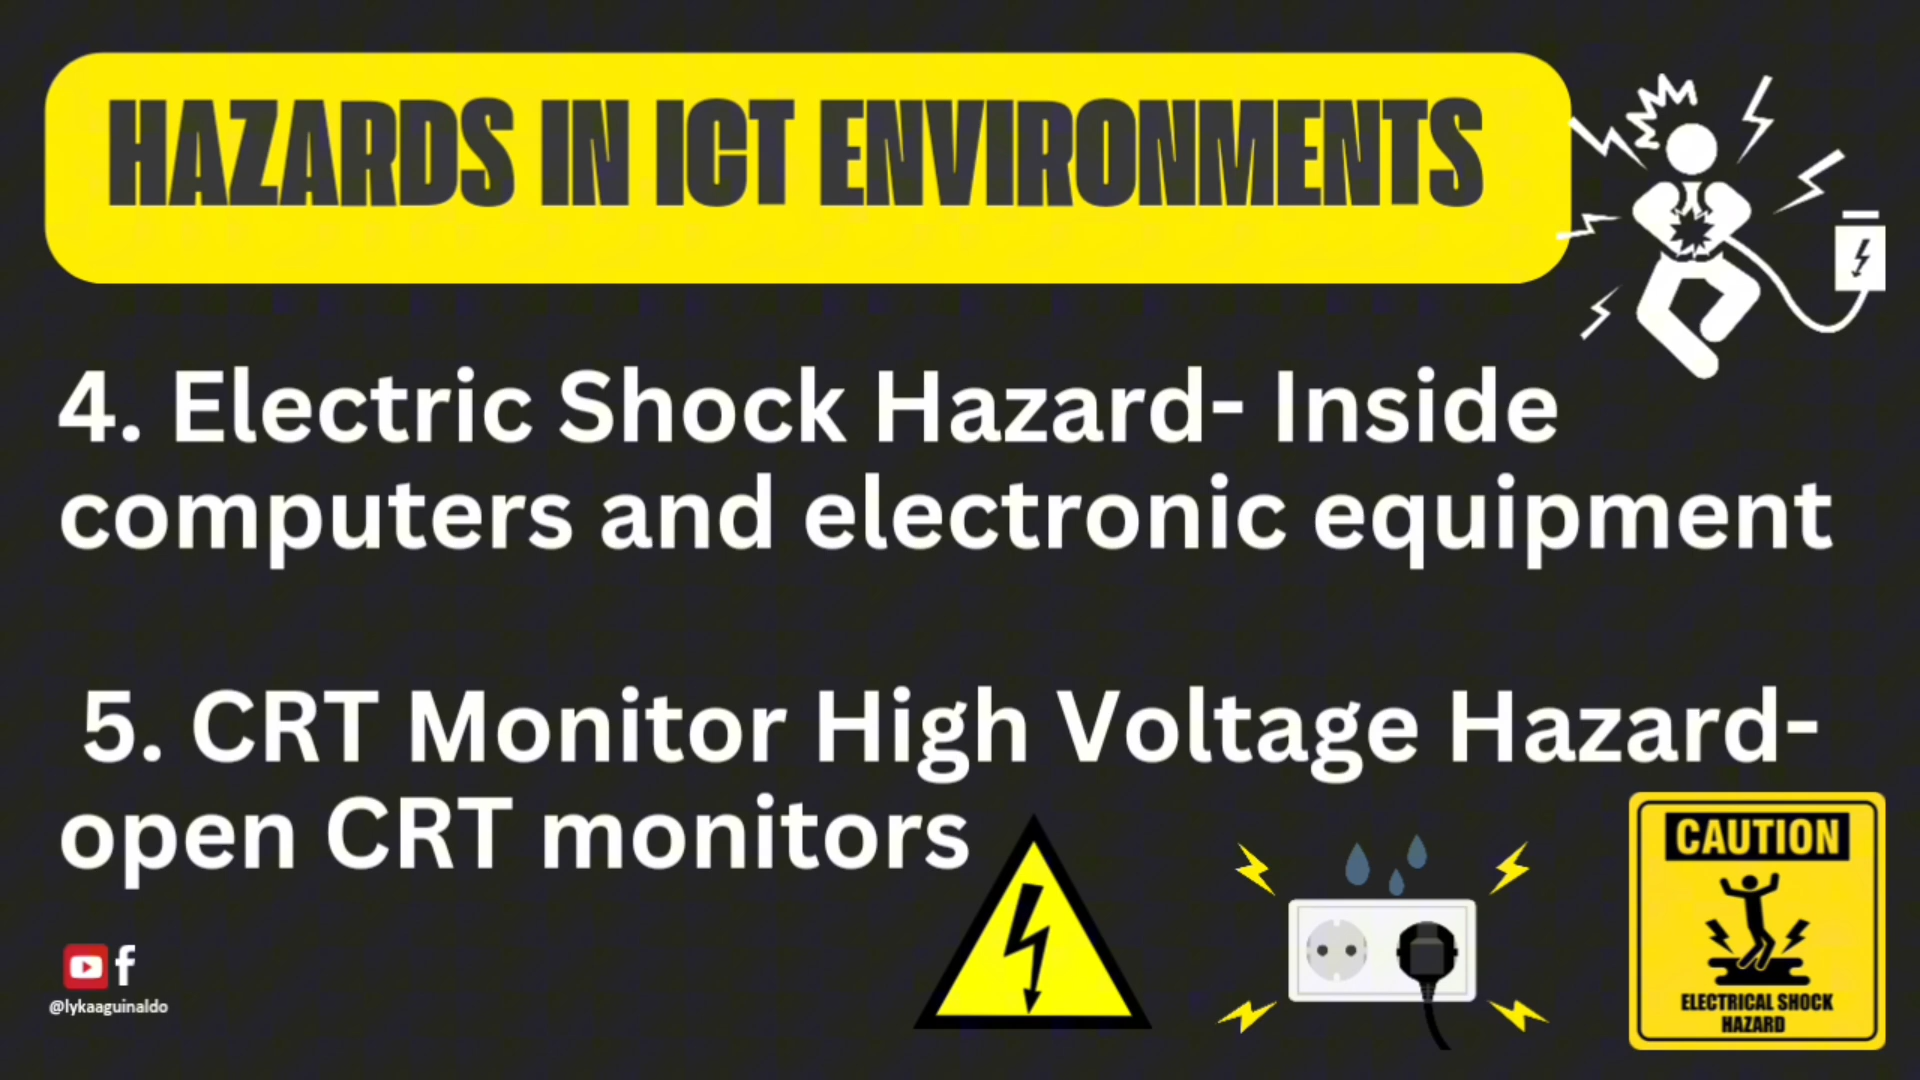 HAZARDS IN ICT ENVIRONMENTS
4. Electric Shock Hazard- Inside
computers and electronic equipment
5. CRT Monitor High Voltage Hazard-
open CRT monitors
CAUTION
ELECTRICAL SHOCK
HAZARD
@lykaaguinaldo